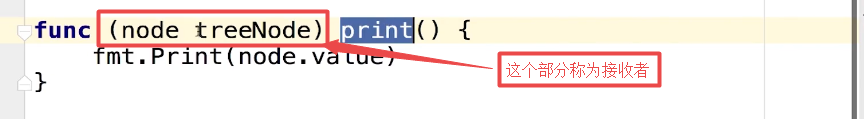 func (node treeNode) print() {
fmt.Print(node.value)
这个部分称为接收者
}